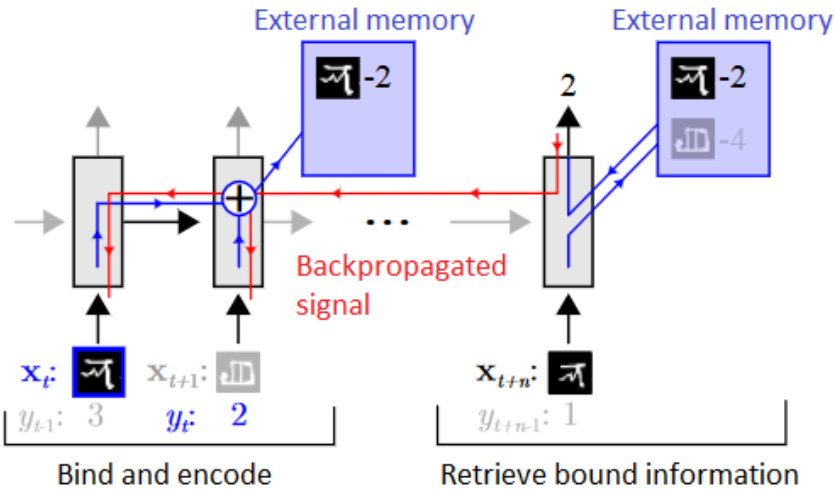 External memory
External memory
-2
2
-2
-4
+
...
Backpropagated
signal
x_t:
x_{t+1}:
x_{t+n}:
y_{t-1}: 3
y_t: 2
y_{t+n-1}: 1
Bind and encode
Retrieve bound information